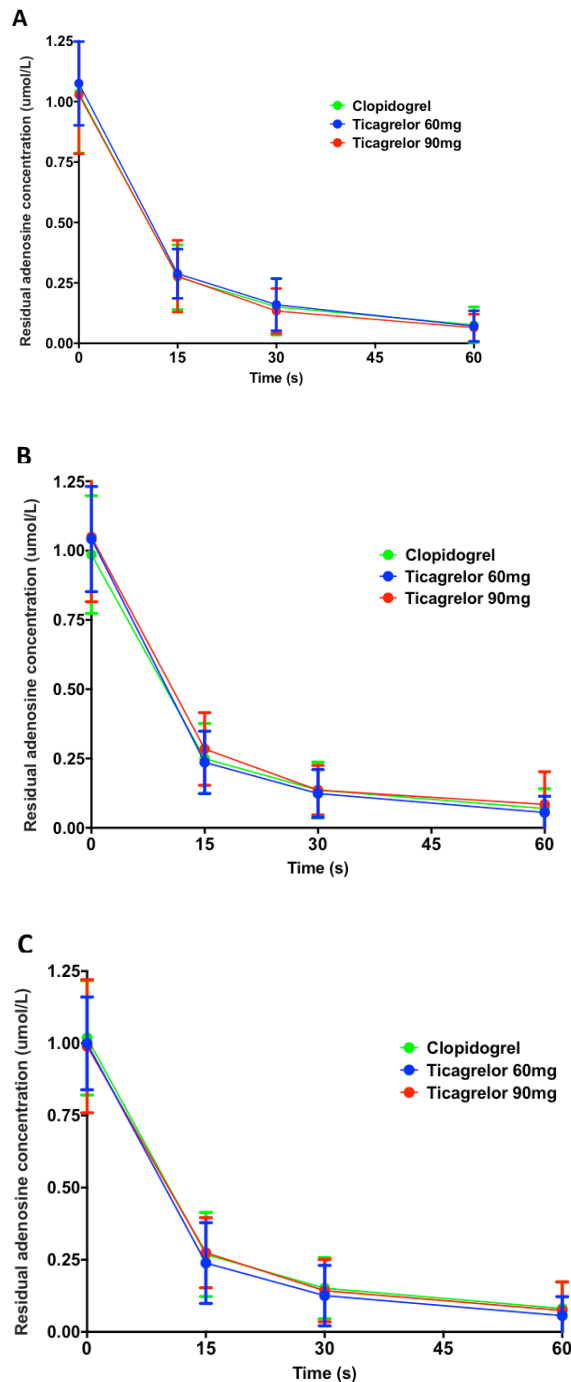 A
Residual adenosine concentration (umol/L)
1.25
1.00
0.75
0.50
0.25
0.00
0
15
30
45
60
Time (s)
Clopidogrel
Ticagrelor 60mg
Ticagrelor 90mg
B
Residual adenosine concentration (umol/L)
1.25
1.00
0.75
0.50
0.25
0.00
0
15
30
45
60
Time (s)
Clopidogrel
Ticagrelor 60mg
Ticagrelor 90mg
C
Residual adenosine concentration (umol/L)
1.25
1.00
0.75
0.50
0.25
0.00
0
15
30
45
60
Time (s)
Clopidogrel
Ticagrelor 60mg
Ticagrelor 90mg